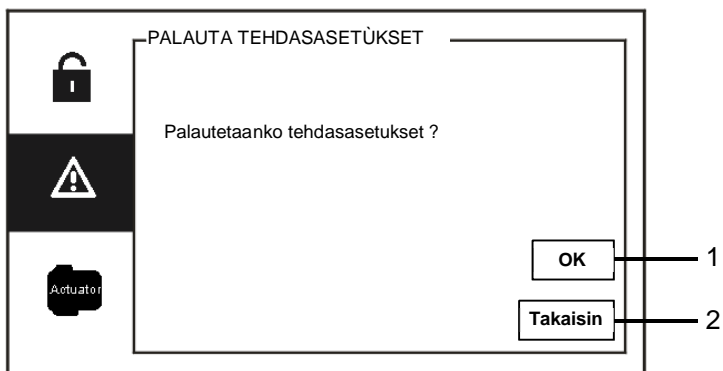 PALAUTA TEHDASASETÙKSET
Palautetaanko tehdasasetukset ?
OK
1
Actuator
Takaisin
2